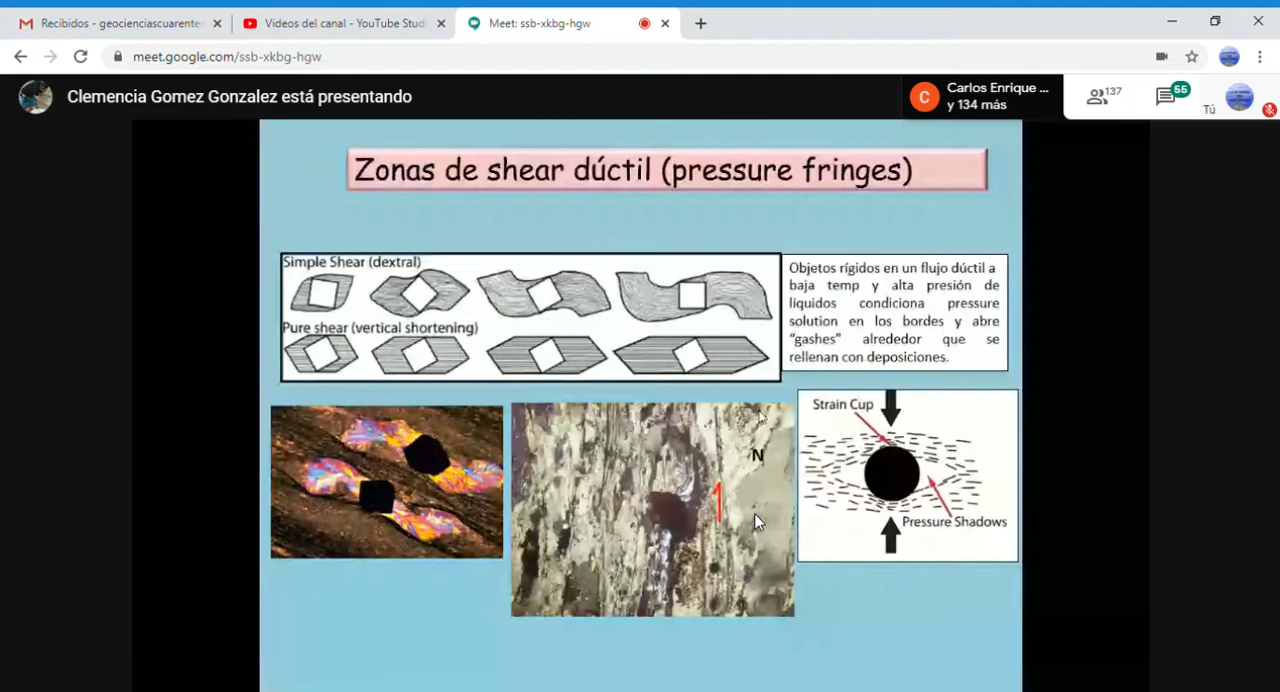 Recibidos - geocienciascuarente
Videos del canal - YouTube Stud
Meet: ssb-xkbg-hgw
meet.google.com/ssb-xkbg-hgw
Clemencia Gomez Gonzalez está presentando
C
Carlos Enrique ...
y 134 más
137
55
Tú
Zonas de shear dúctil (pressure fringes)
Simple Shear (dextral)
Pure shear (vertical shortening)
Objetos rígidos en un flujo dúctil a
baja temp y alta presión de
líquidos condiciona pressure
solution en los bordes y abre
“gashes” alrededor que se
rellenan con deposiciones.
N
1
Strain Cup
Pressure Shadows